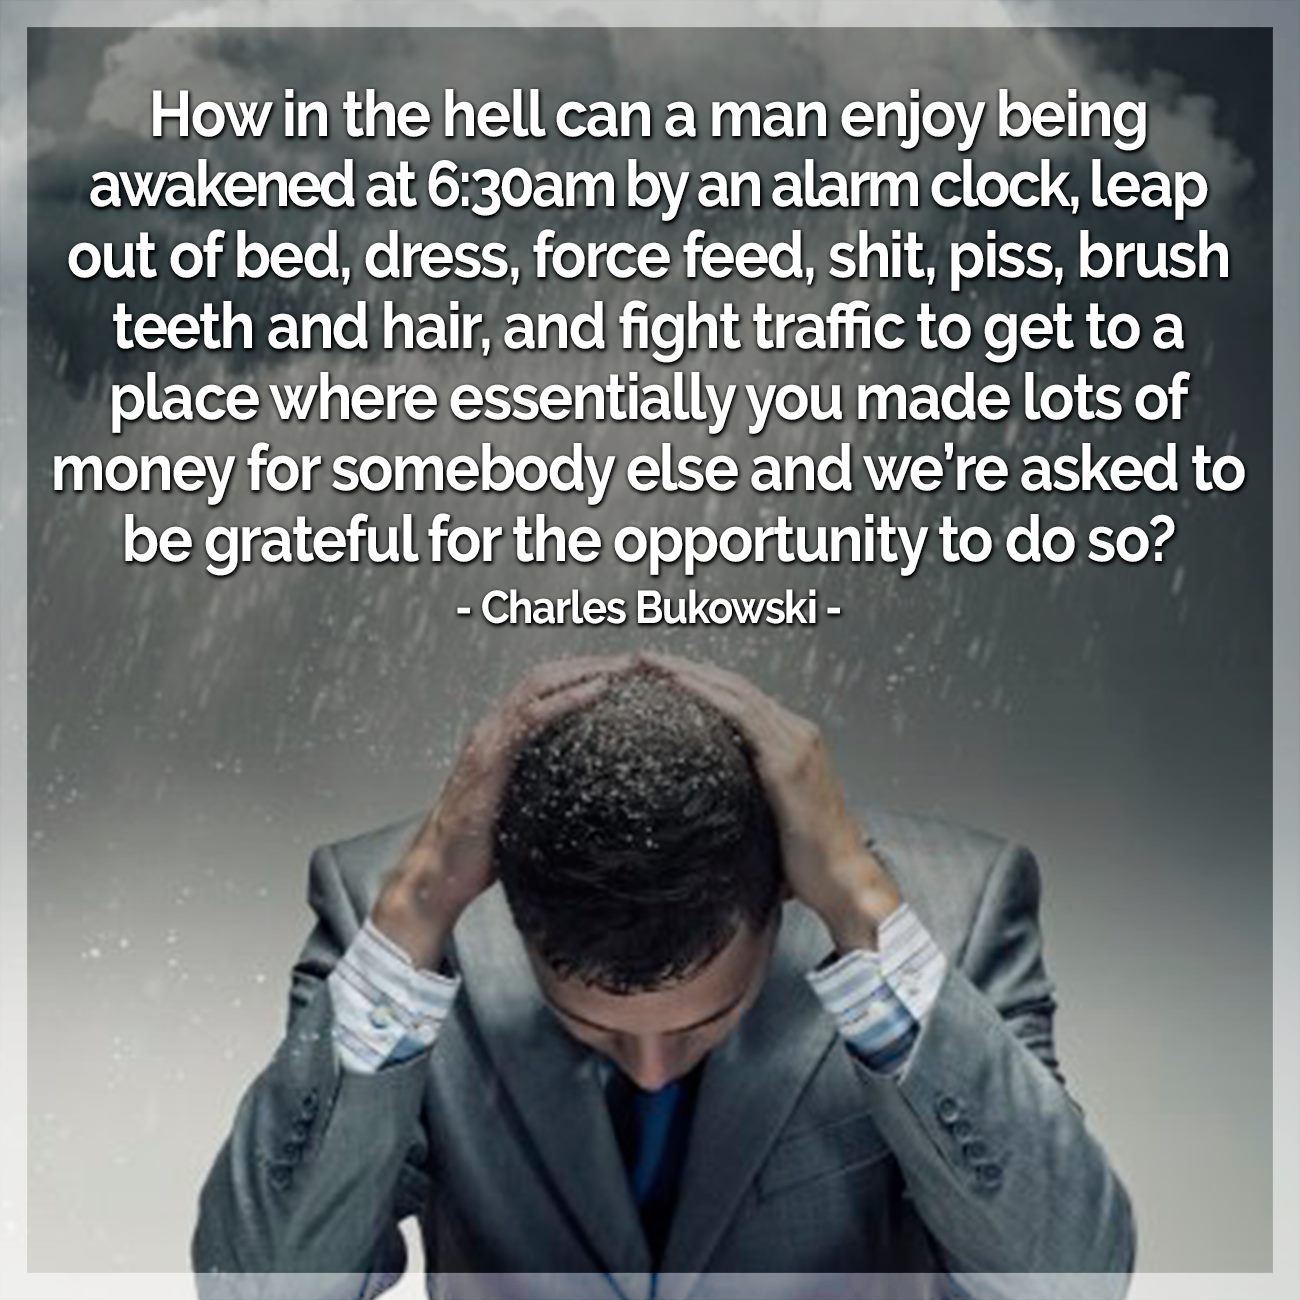 How in the hell can a man enjoy being
awakened at 6:30am by an alarm clock, leap
out of bed, dress, force feed, shit, piss, brush
teeth and hair, and fight traffic to get to a
place where essentially you made lots of
money for somebody else and we're asked to
be grateful for the opportunity to do so?
- Charles Bukowski -